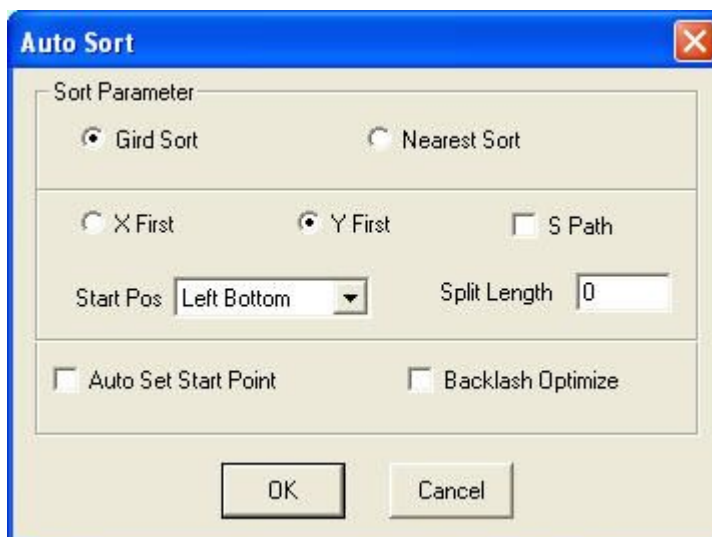 Auto Sort
Sort Parameter
Gird Sort Nearest Sort
X First Y First S Path
Start Pos Left Bottom Split Length 0
Auto Set Start Point Backlash Optimize
OK Cancel